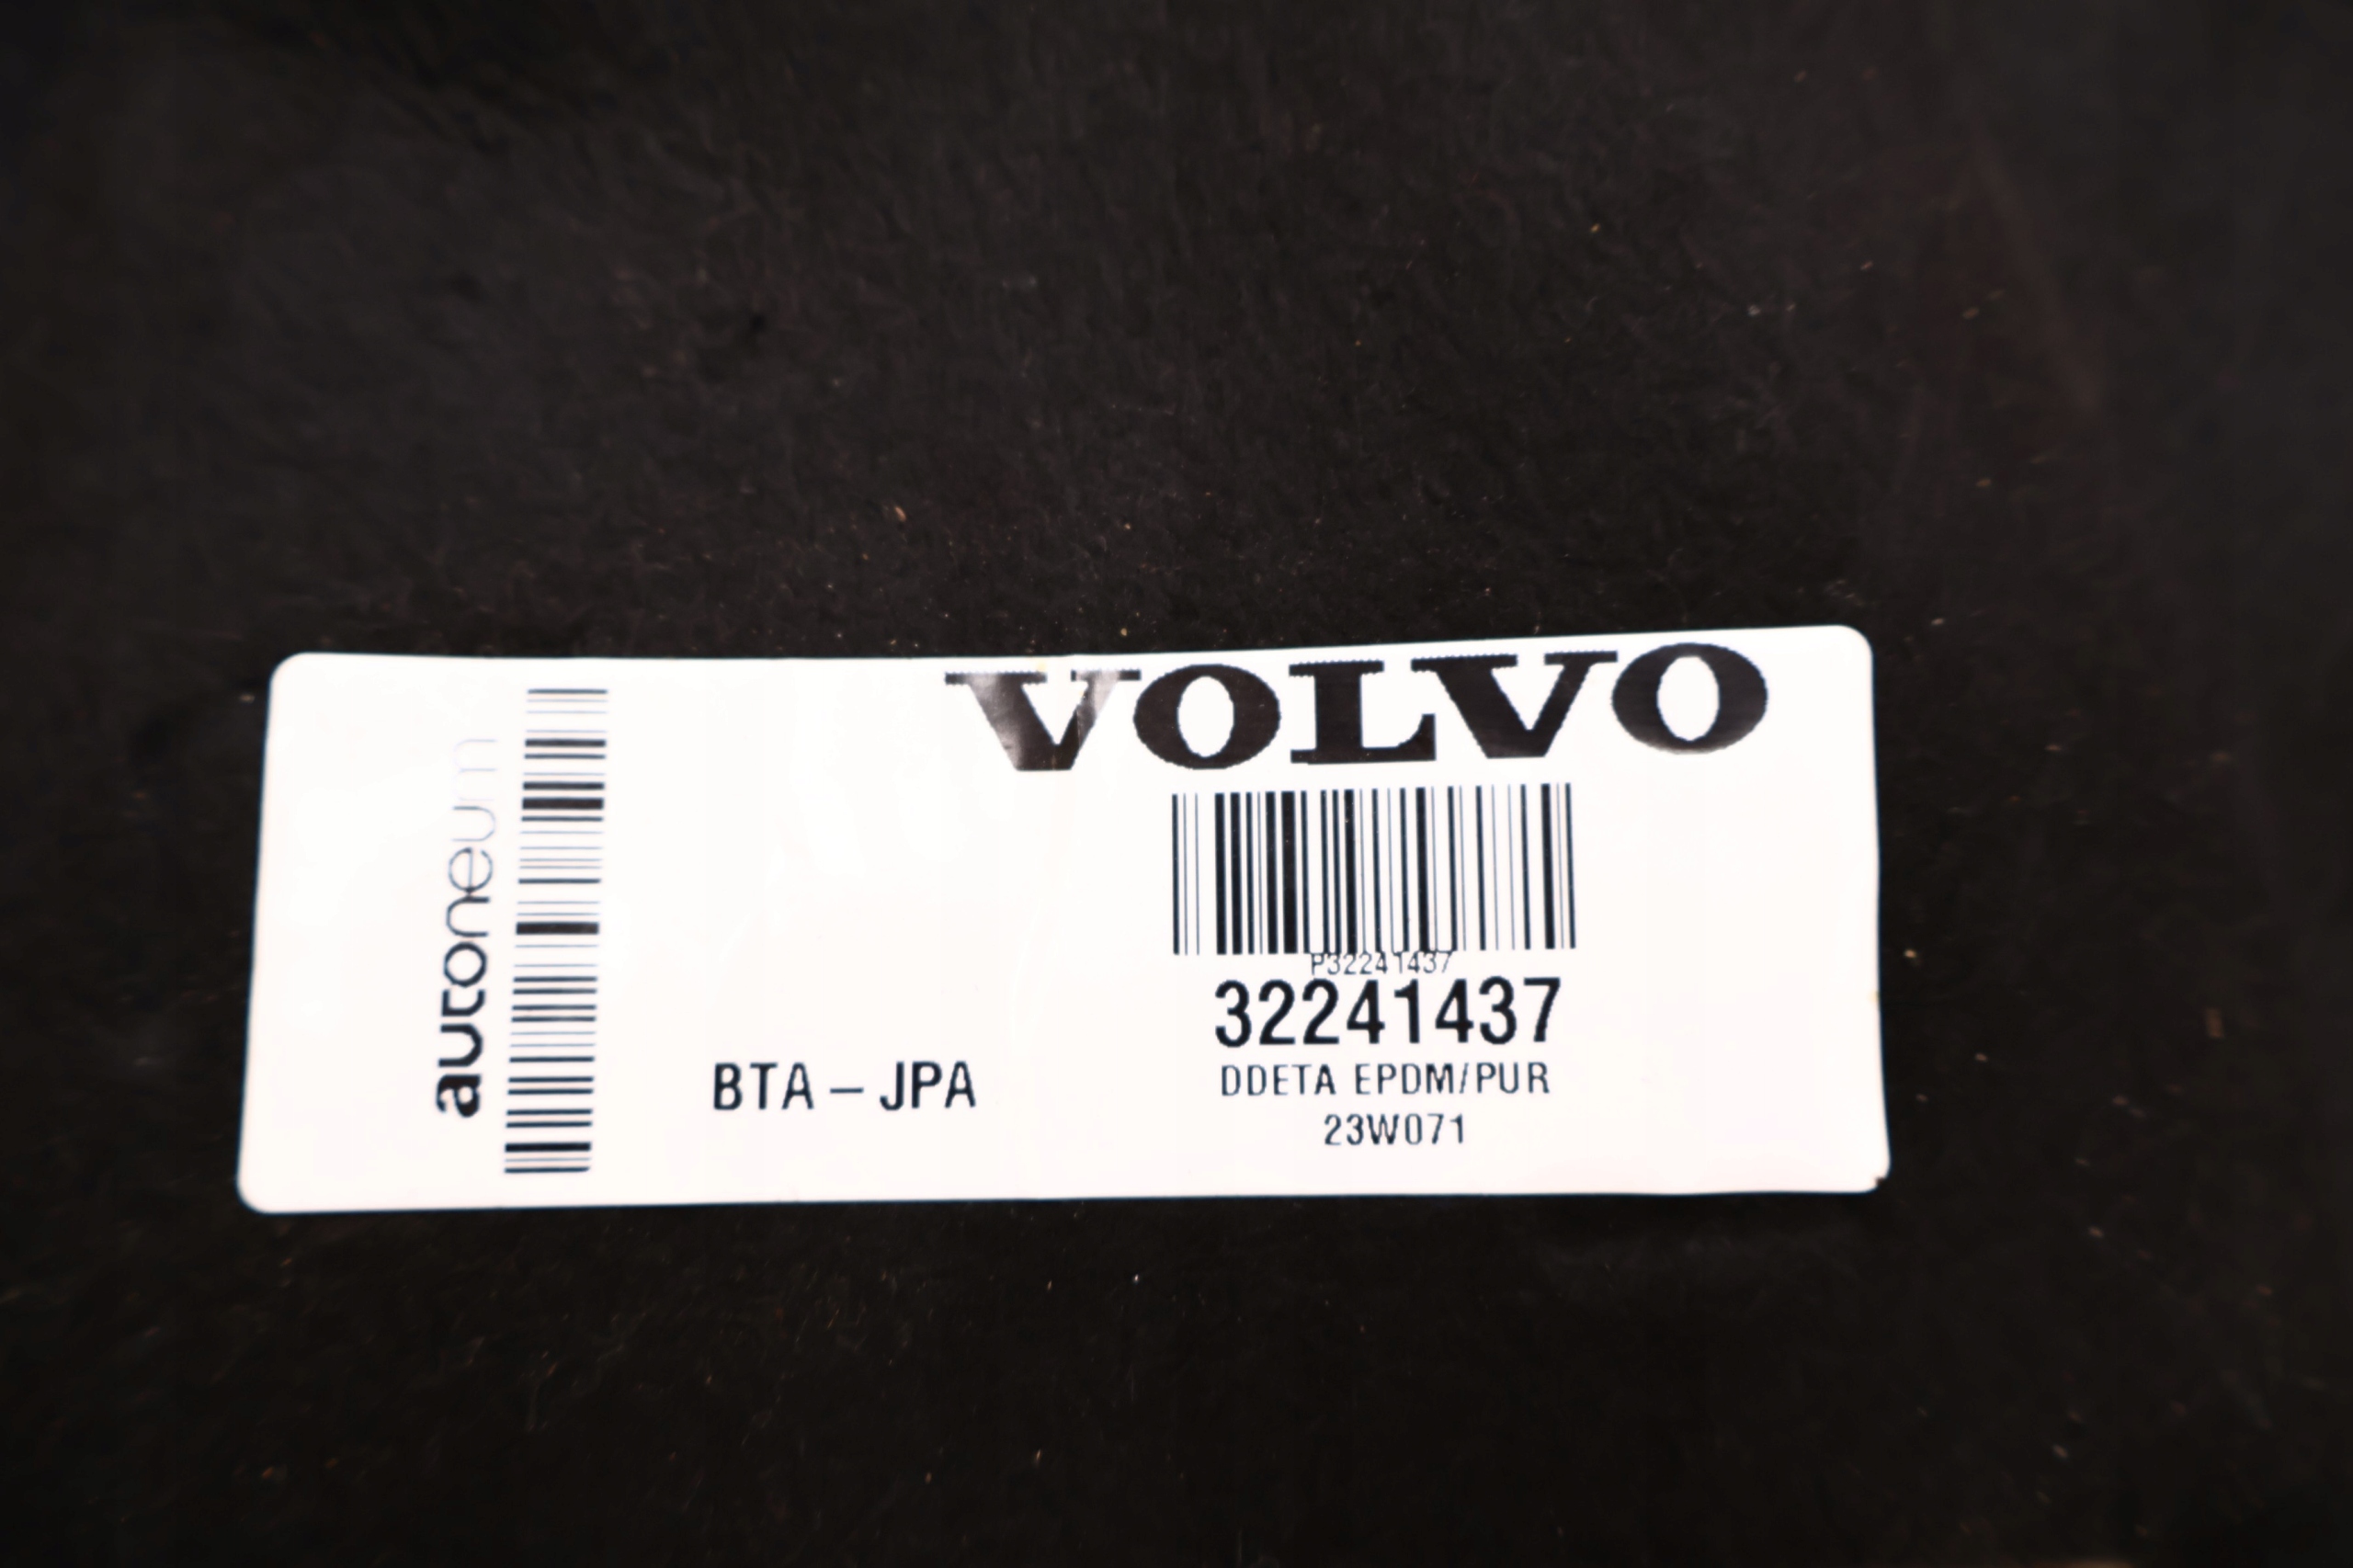 autoneum
BTA – JPA
VOLVO
P32241437
32241437
DDETA EPDM/PUR
23W071